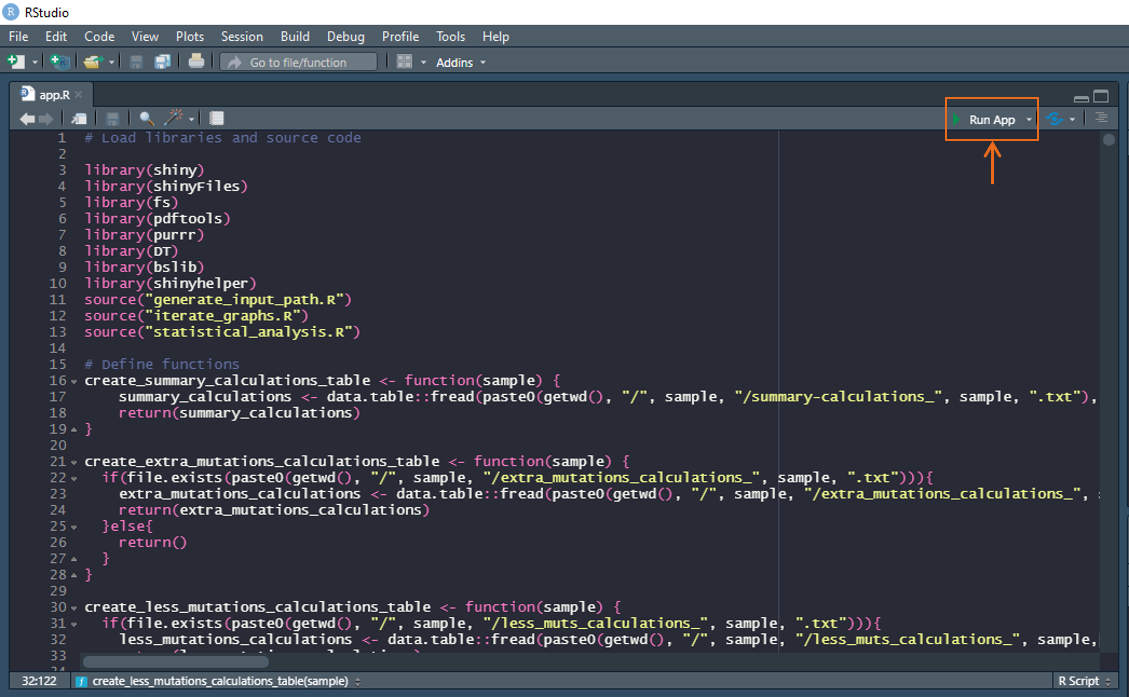 RStudio
File Edit Code View Plots Session Build Debug Profile Tools Help
Go to file/function Addins
app.R
Run App
1 # Load libraries and source code
2
3 library(shiny)
4 library(shinyFiles)
5 library(fs)
6 library(pdftools)
7 library(purrr)
8 library(DT)
9 library(bslib)
10 library(shinyhelper)
11 source("generate_input_path.R")
12 source("iterate_graphs.R")
13 source("statistical_analysis.R")
14
15 # Define functions
16 create_summary_calculations_table <- function(sample) {
17 summary_calculations <- data.table::fread(paste0(getwd(), "/", sample, "/summary-calculations_", sample, ".txt"),
18 return(summary_calculations)
19 }
20
21 create_extra_mutations_calculations_table <- function(sample) {
22 if(file.exists(paste0(getwd(), "/", sample, "/extra_mutations_calculations_", sample, ".txt"))){
23 extra_mutations_calculations <- data.table::fread(paste0(getwd(), "/", sample, "/extra_mutations_calculations_",
24 return(extra_mutations_calculations)
25 }else{
26 return()
27 }
28 }
29
30 create_less_mutations_calculations_table <- function(sample) {
31 if(file.exists(paste0(getwd(), "/", sample, "/less_muts_calculations_", sample, ".txt"))){
32 less_mutations_calculations <- data.table::fread(paste0(getwd(), "/", sample, "/less_muts_calculations_", sample,
33
32:122 create_less_mutations_calculations_table(sample) R Script